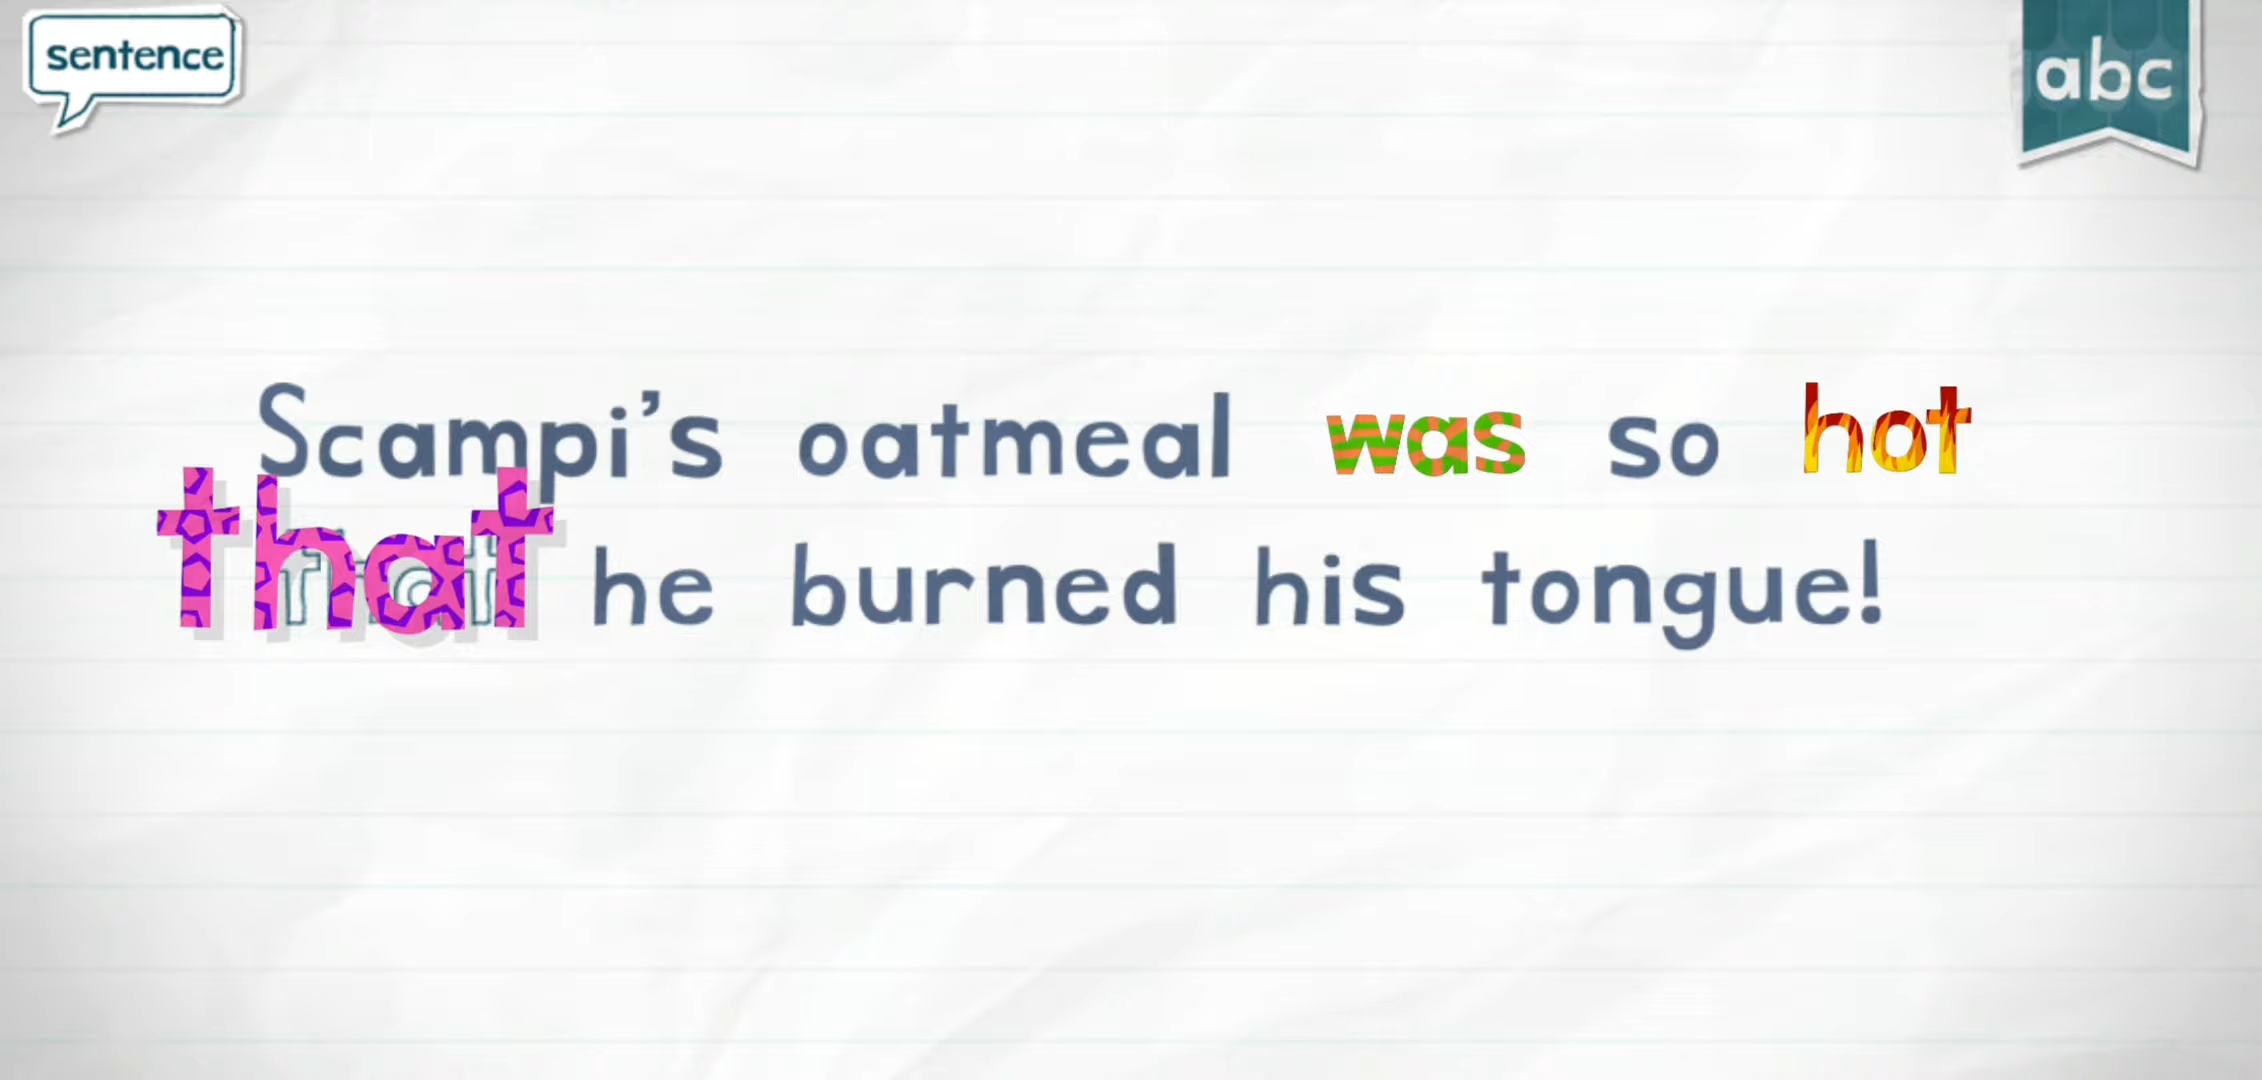 sentence
abc
Scampi's oatmeal was so hot
that he burned his tongue!